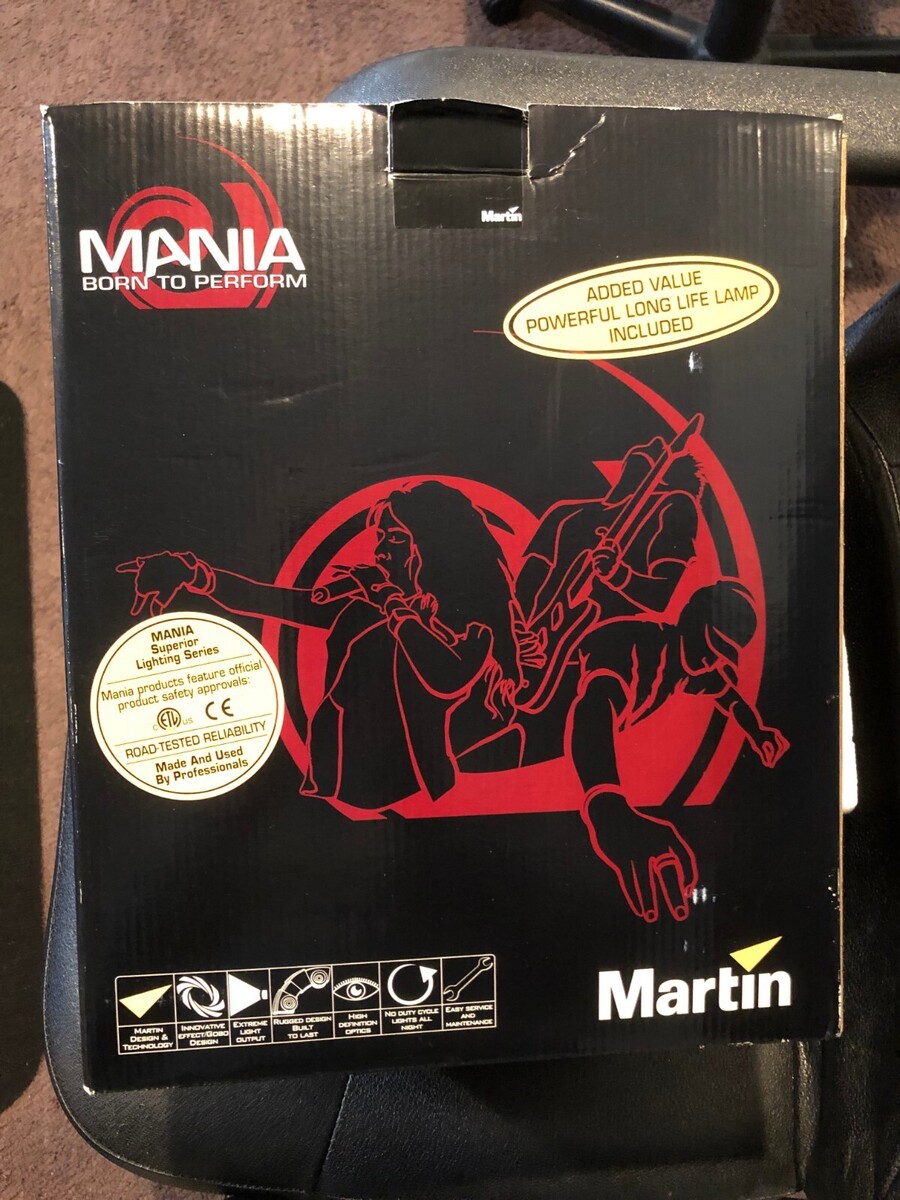 Martin
MANIA
BORN TO PERFORM
ADDED VALUE
POWERFUL LONG LIFE LAMP
INCLUDED
MANIA
Superior
Lighting Series
Mania products feature official
product safety approvals:
C ETL US CE
ROAD-TESTED RELIABILITY
Made And Used
By Professionals
MARTIN
DESIGN &
TECHNOLOGY
INNOVATIVE
EFFECT/GOBO
DESIGN
EXTREME
LIGHT
OUTPUT
RUGGED DESIGN
BUILT
TO LAST
HIGH
DEFINITION
OPTICS
NO DUTY CYCLE
LIGHTS ALL
NIGHT
EASY SERVICE
AND
MAINTENANCE
Martin